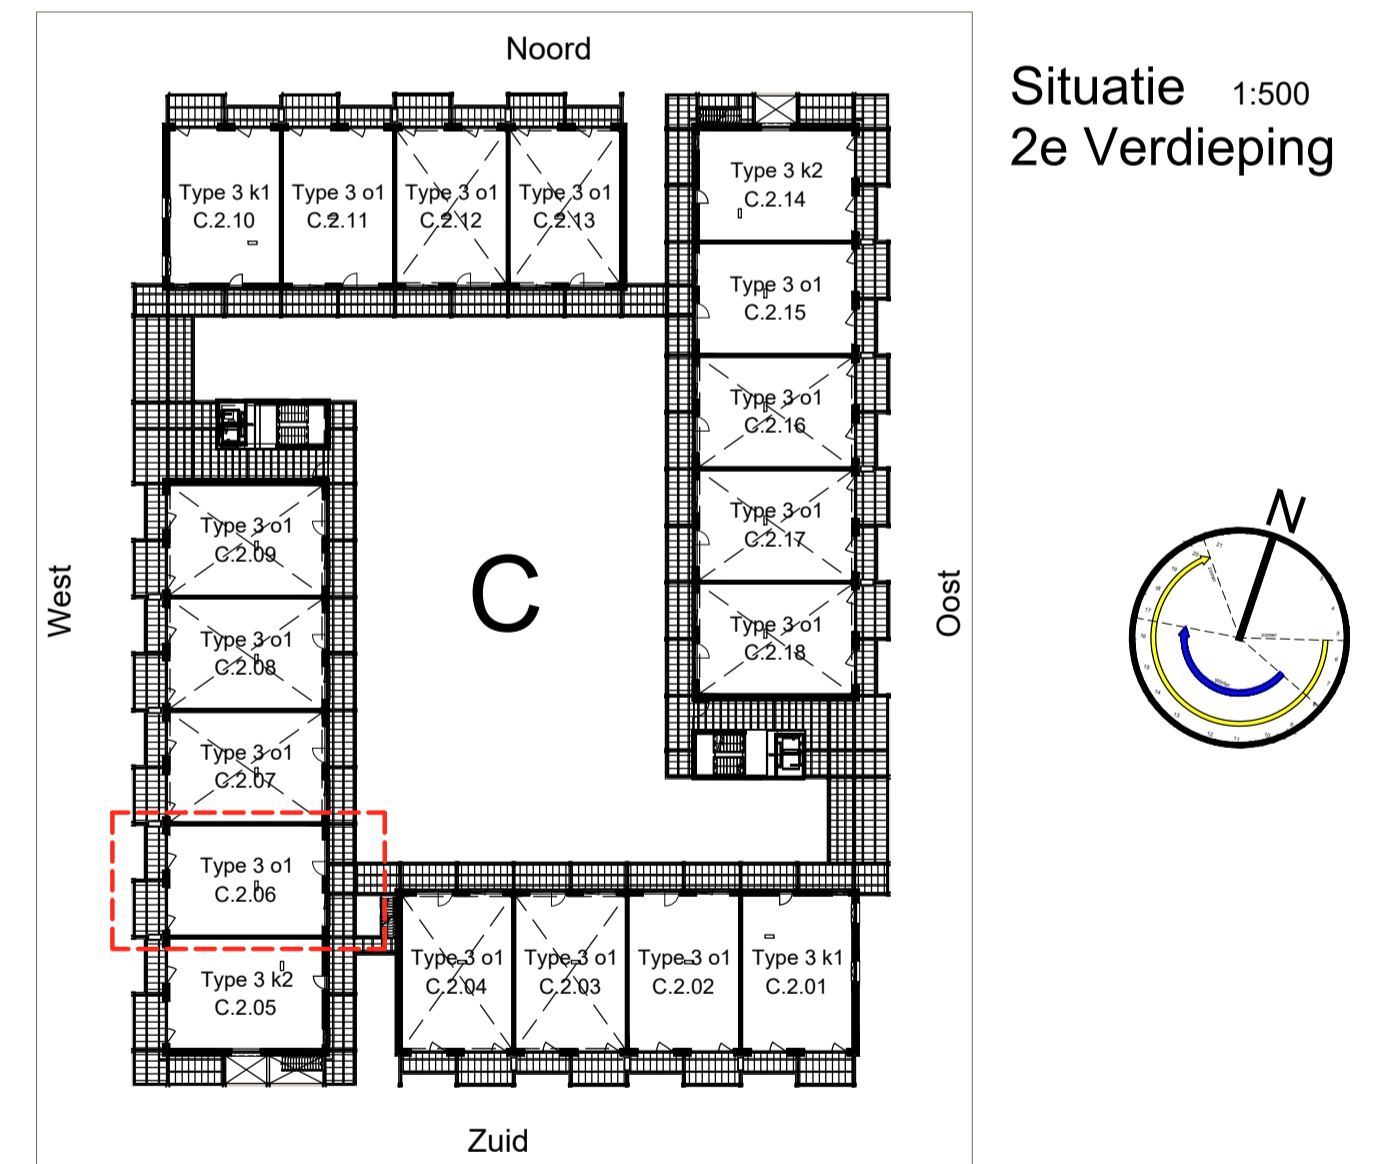 Noord
Situatie 1:500
2e Verdieping
Type 3 k1
C.2.10
Type 3 o1
C.2.11
Type 3 o1
C.2.12
Type 3 o1
C.2.13
Type 3 k2
C.2.14
Type 3 o1
C.2.15
Type 3 o1
C.2.16
Type 3 o1
C.2.17
Type 3 o1
C.2.18
Type 3 o1
C.2.09
Type 3 o1
C.2.08
Type 3 o1
C.2.07
Type 3 o1
C.2.06
Type 3 k2
C.2.05
Type 3 o1
C.2.04
Type 3 o1
C.2.03
Type 3 o1
C.2.02
Type 3 k1
C.2.01
C
West
Oost
Zuid
N
zomer